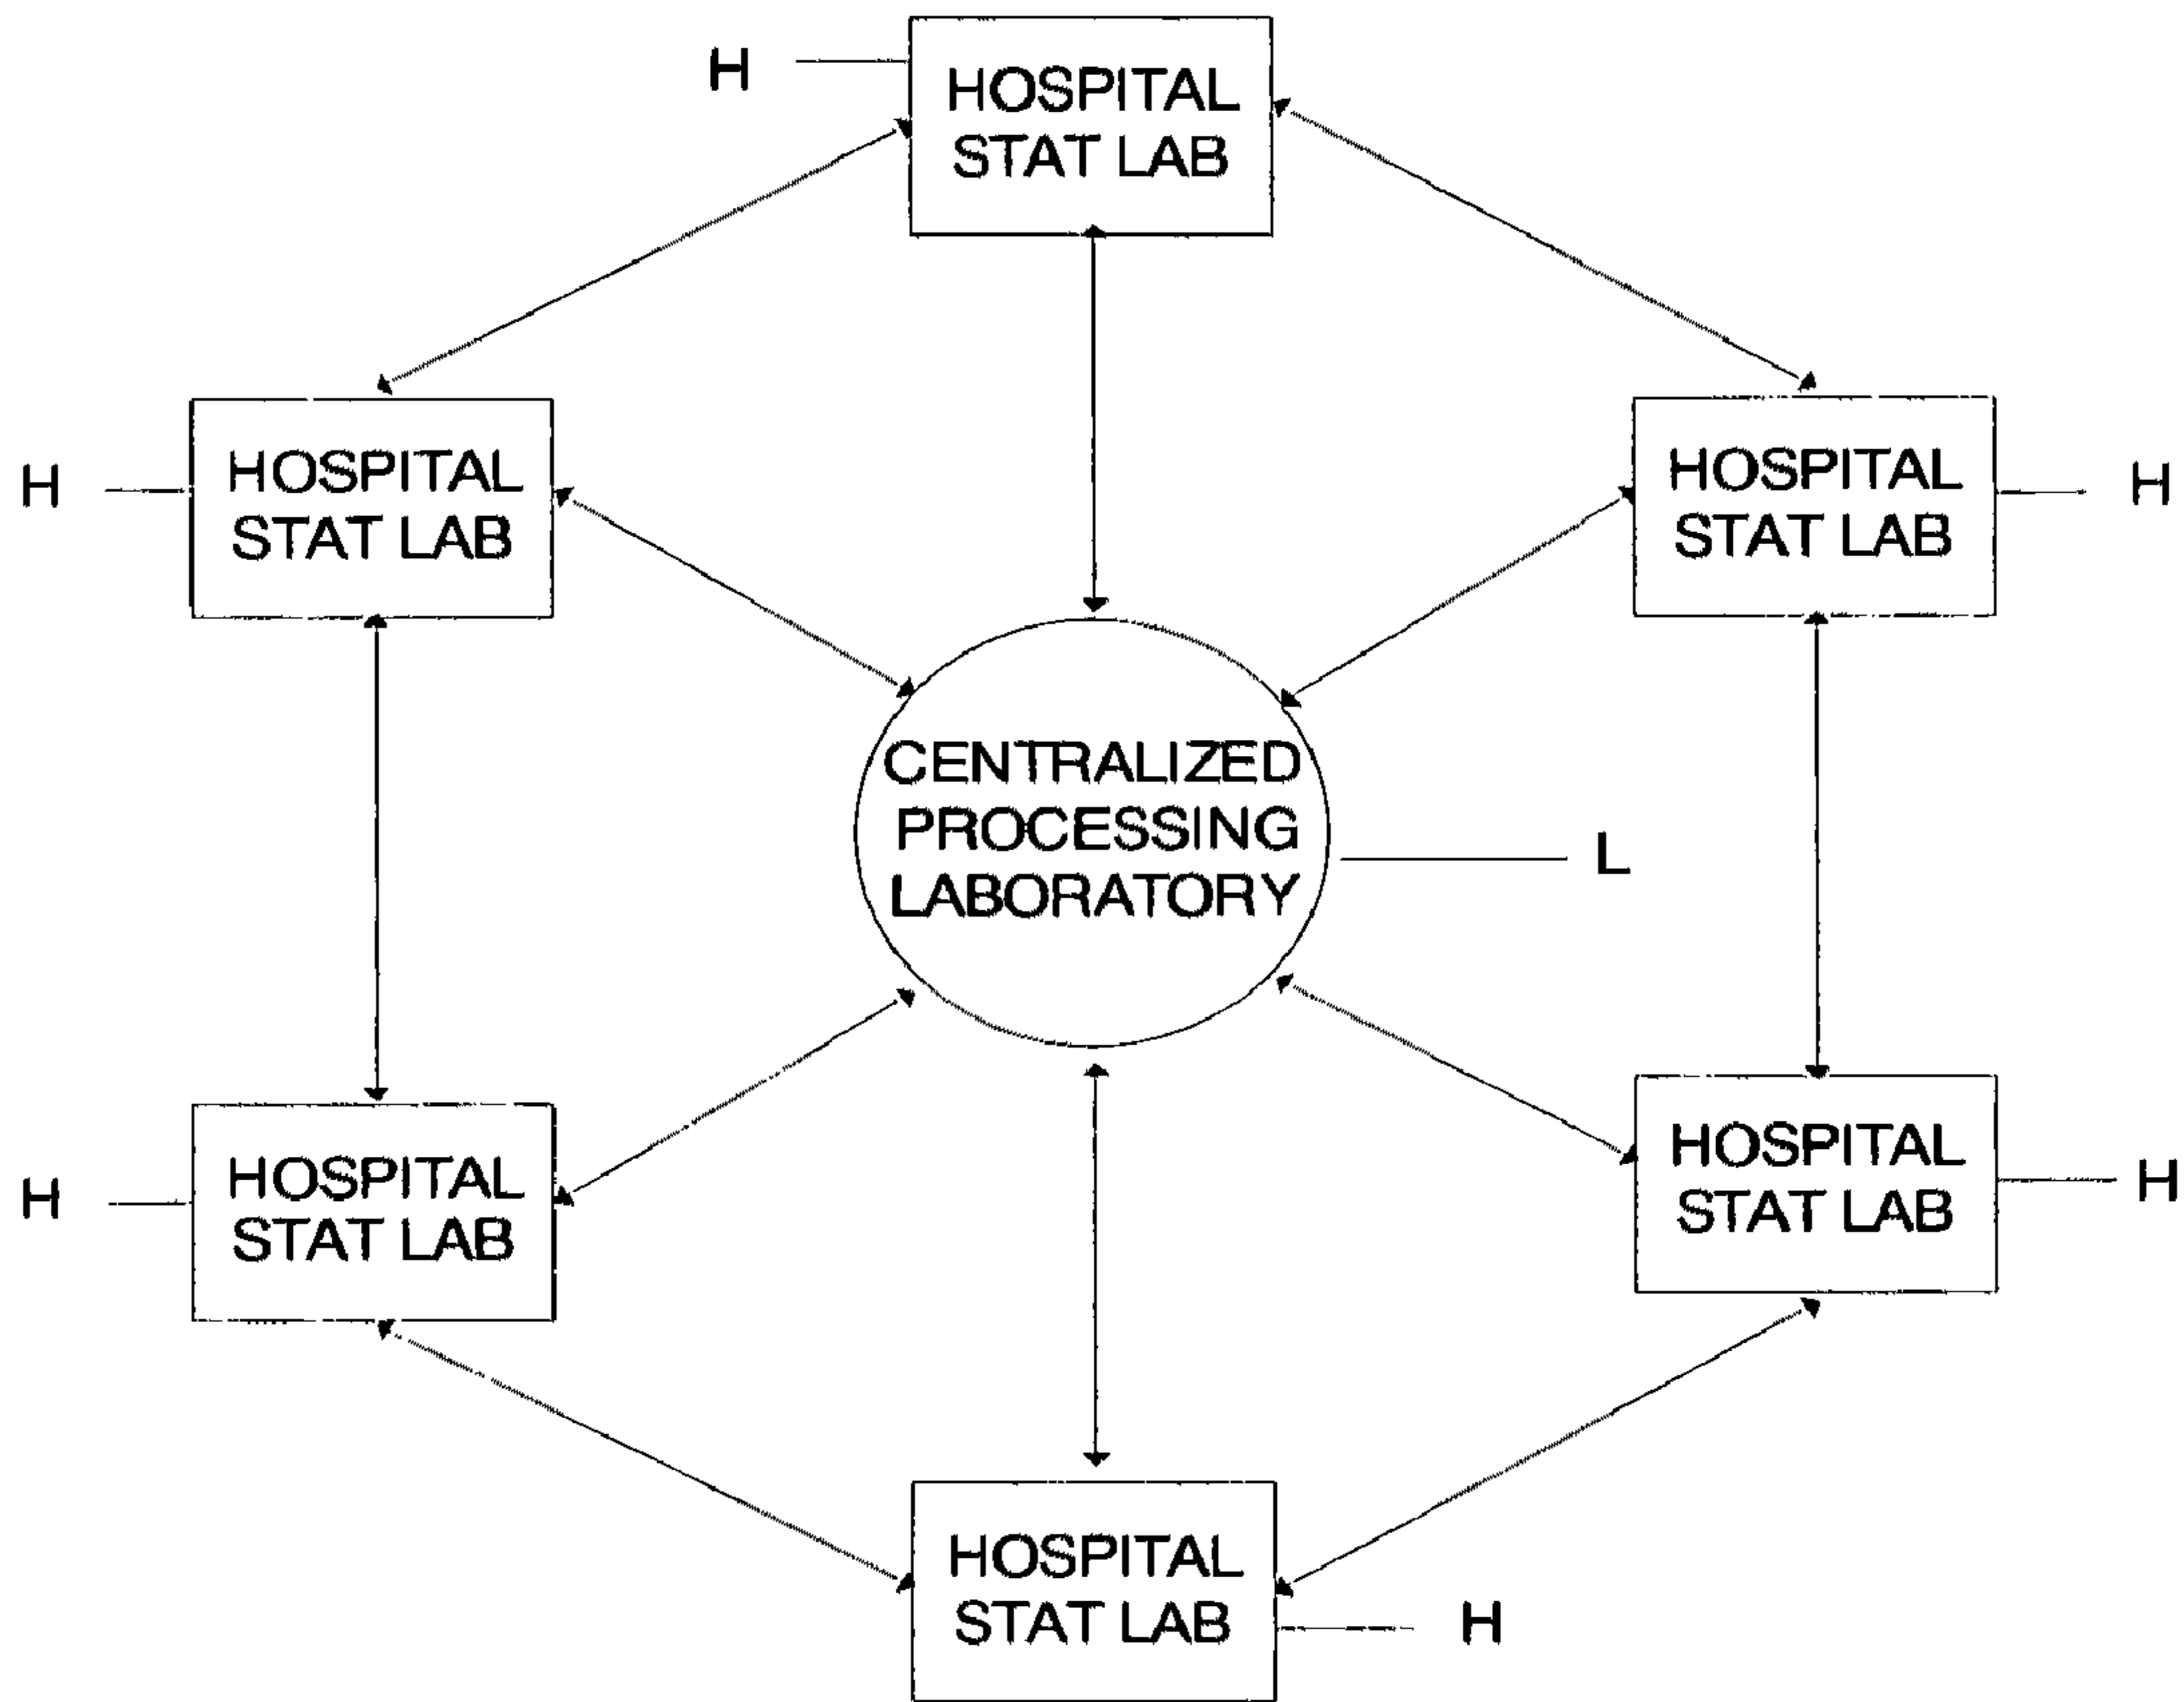 H
HOSPITAL
STAT LAB
H
HOSPITAL
STAT LAB
HOSPITAL
STAT LAB
H
CENTRALIZED
PROCESSING
LABORATORY
L
H
HOSPITAL
STAT LAB
HOSPITAL
STAT LAB
H
HOSPITAL
STAT LAB
H